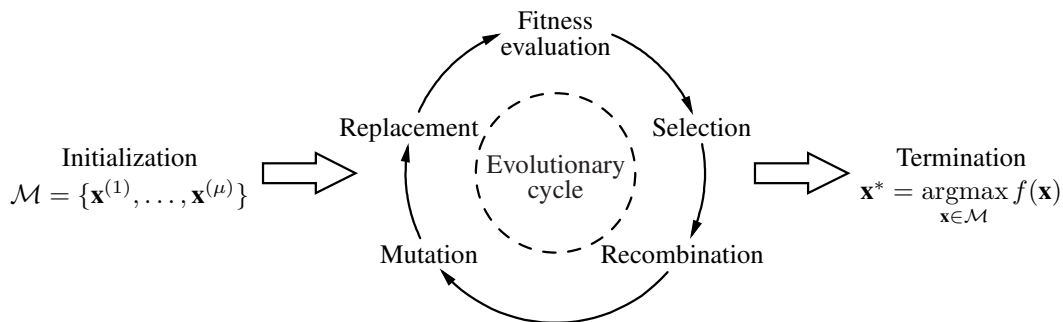 Fitness
evaluation
Replacement
Selection
Initialization
Evolutionary
cycle
Termination
𝓜 = {𝐱⁽¹⁾, . . . , 𝐱⁽ᵘ⁾}
𝐱* = argmax f(𝐱)
𝐱∈𝓜
Mutation
Recombination